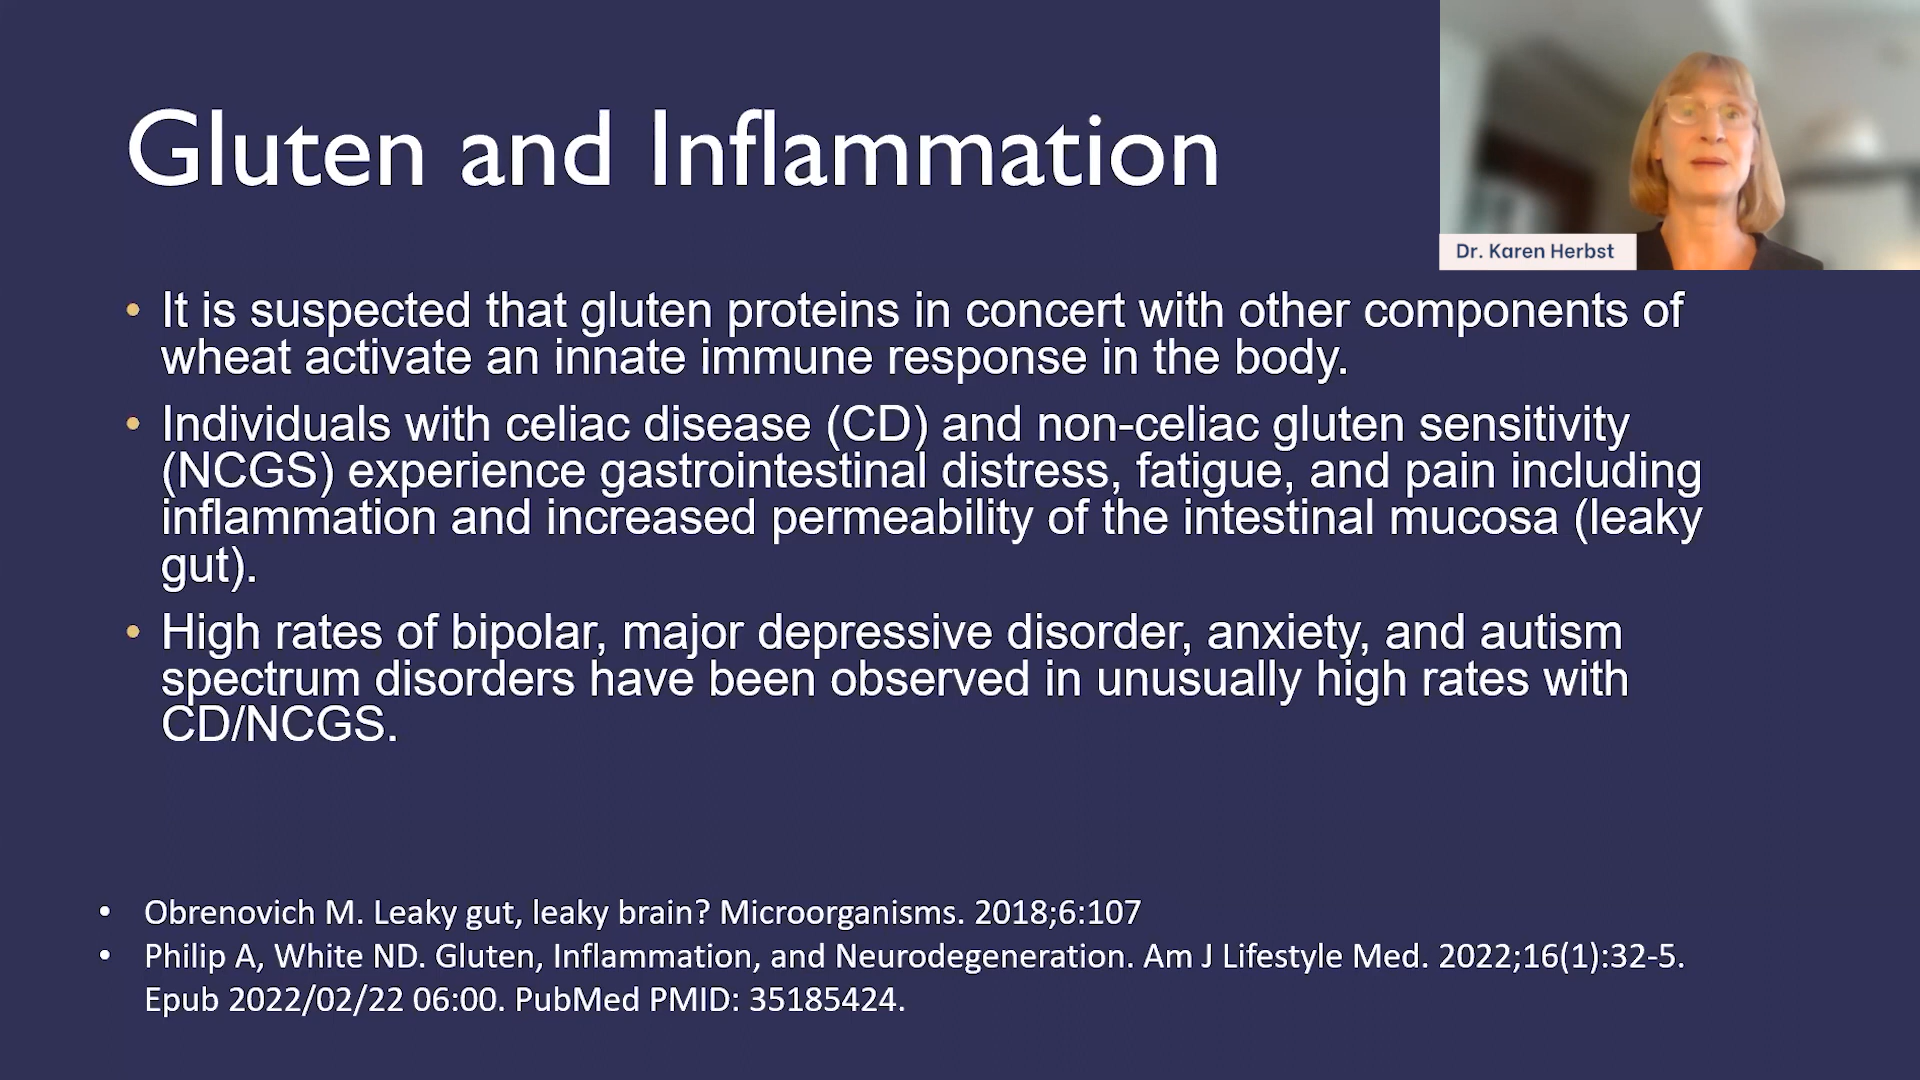 Gluten and Inflammation
Dr. Karen Herbst
• It is suspected that gluten proteins in concert with other components of
wheat activate an innate immune response in the body.
• Individuals with celiac disease (CD) and non-celiac gluten sensitivity
(NCGS) experience gastrointestinal distress, fatigue, and pain including
inflammation and increased permeability of the intestinal mucosa (leaky
gut).
• High rates of bipolar, major depressive disorder, anxiety, and autism
spectrum disorders have been observed in unusually high rates with
CD/NCGS.
• Obrenovich M. Leaky gut, leaky brain? Microorganisms. 2018;6:107
• Philip A, White ND. Gluten, Inflammation, and Neurodegeneration. Am J Lifestyle Med. 2022;16(1):32-5.
Epub 2022/02/22 06:00. PubMed PMID: 35185424.